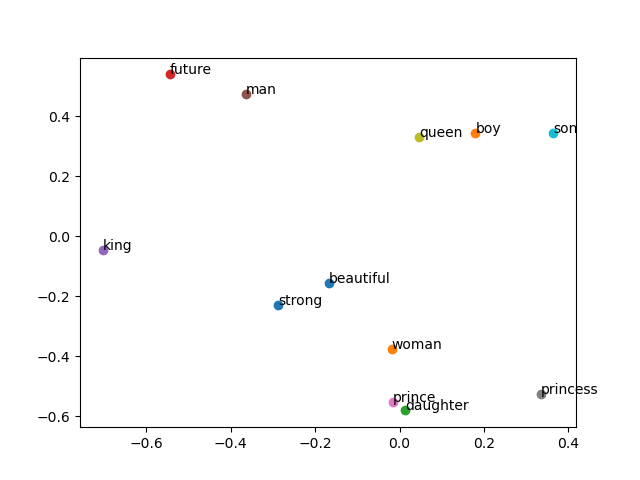 future
man
queen
boy
son
king
beautiful
strong
woman
prince
daughter
princess
0.4
0.2
0.0
−0.2
−0.4
−0.6
−0.6 −0.4 −0.2 0.0 0.2 0.4